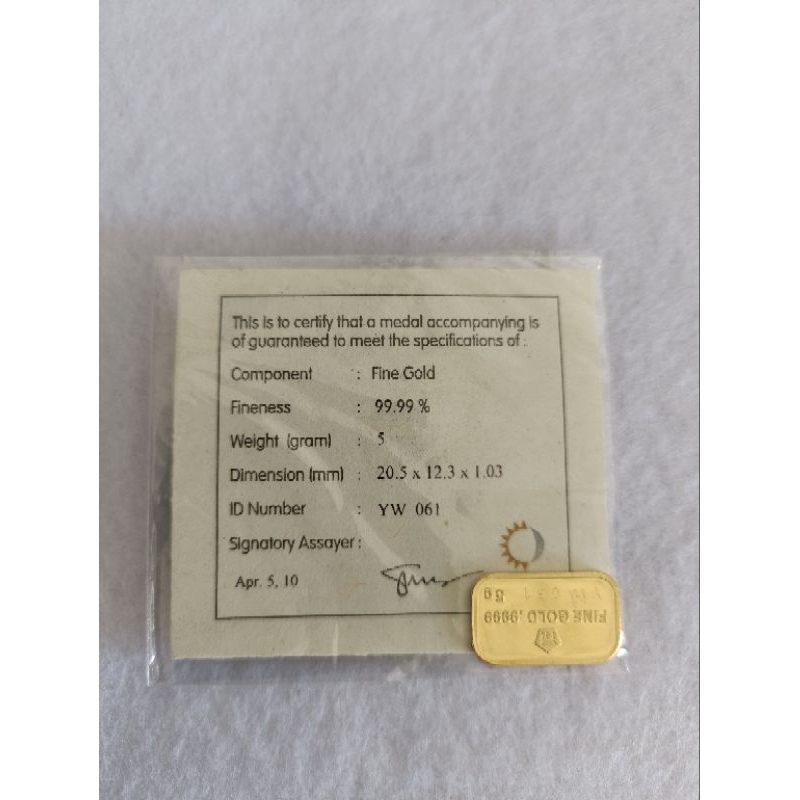 This is to certify that a medal accompanying is
of guaranteed to meet the specifications of :
Component : Fine Gold
Fineness : 99.99 %
Weight (gram) : 5
Dimension (mm) : 20.5 x 12.3 x 1.03
ID Number : YW 061
Signatory Assayer :
Apr. 5, 10
FINE GOLD .9999
5g